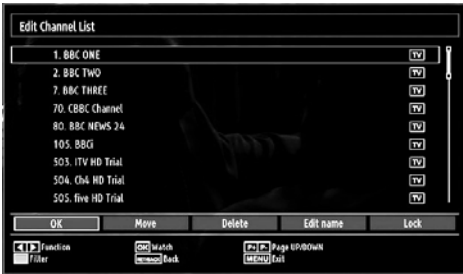 Edit Channel List
1. BBC ONE TV
2. BBC TWO TV
7. BBC THREE TV
70. CBBC Channel TV
80. BBC NEWS 24 TV
105. BBCi TV
503. ITV HD Trial TV
504. Ch4 HD Trial TV
505. five HD Trial TV
OK Move Delete Edit name Lock
Function OK Watch P+ P- Page UP/DOWN
Filter Back MENU Exit